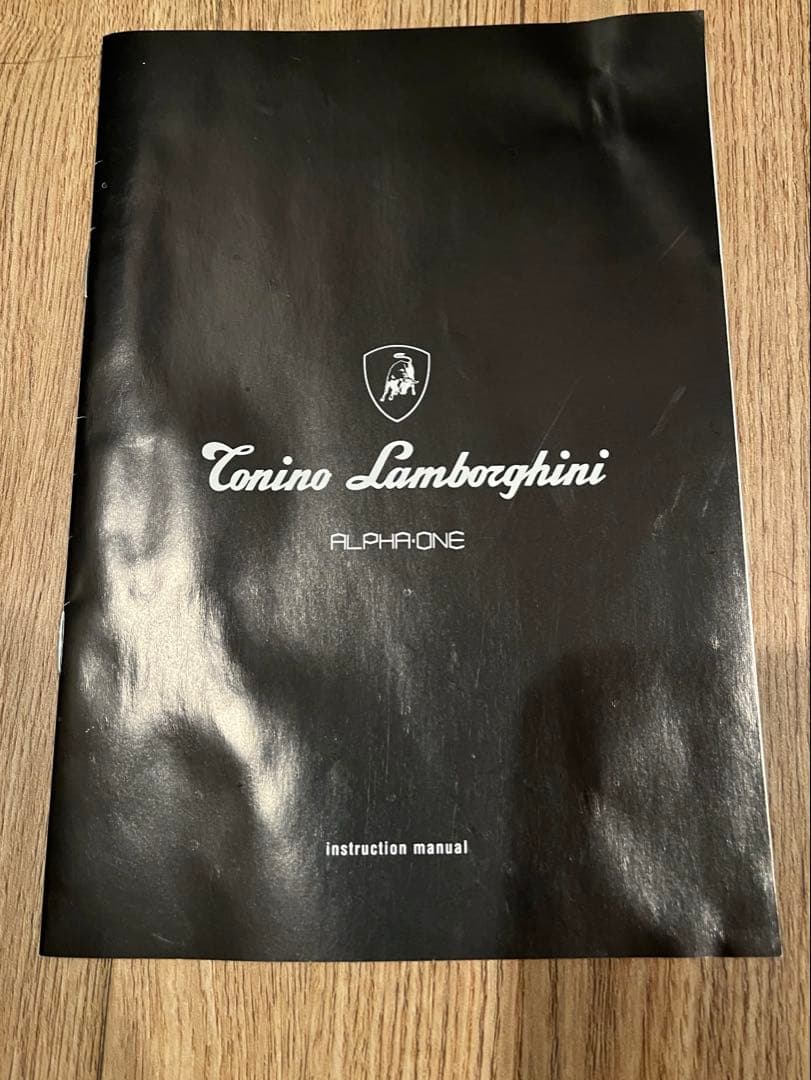 Tonino Lamborghini
ALPHA·ONE
instruction manual